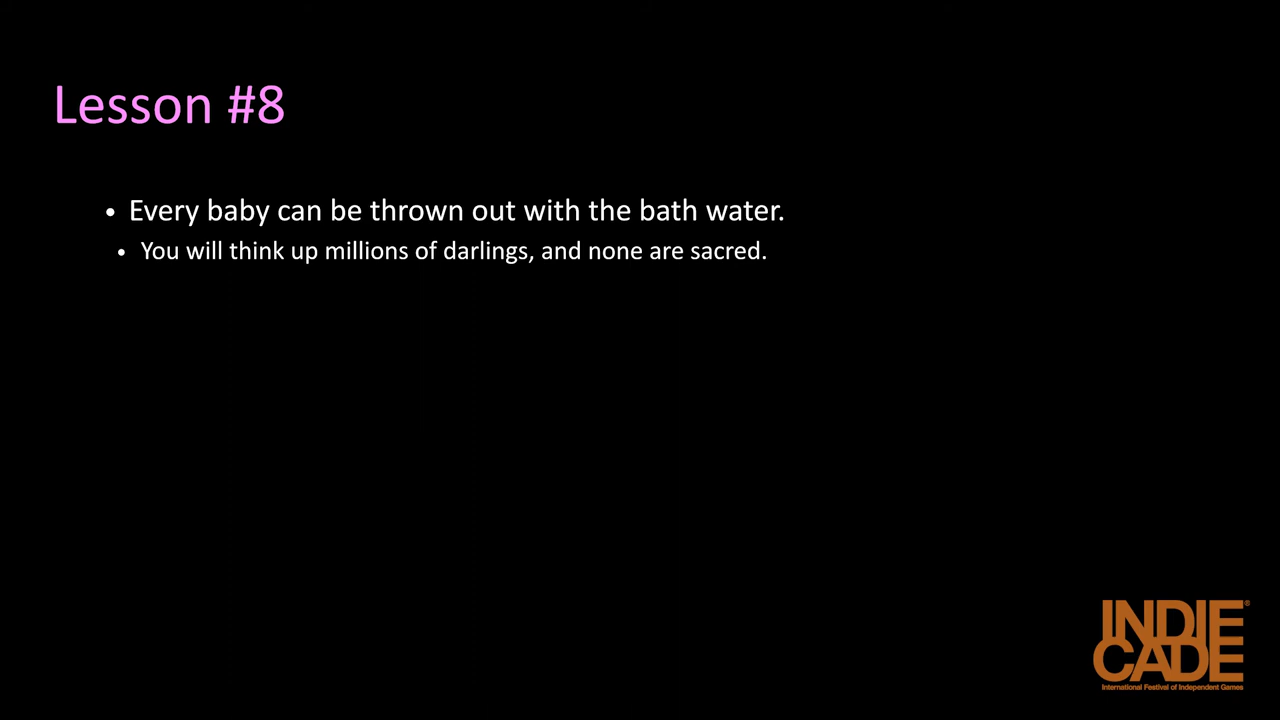 Lesson #8
• Every baby can be thrown out with the bath water.
• You will think up millions of darlings, and none are sacred.
INDIE®
CADE
International Festival of Independent Games